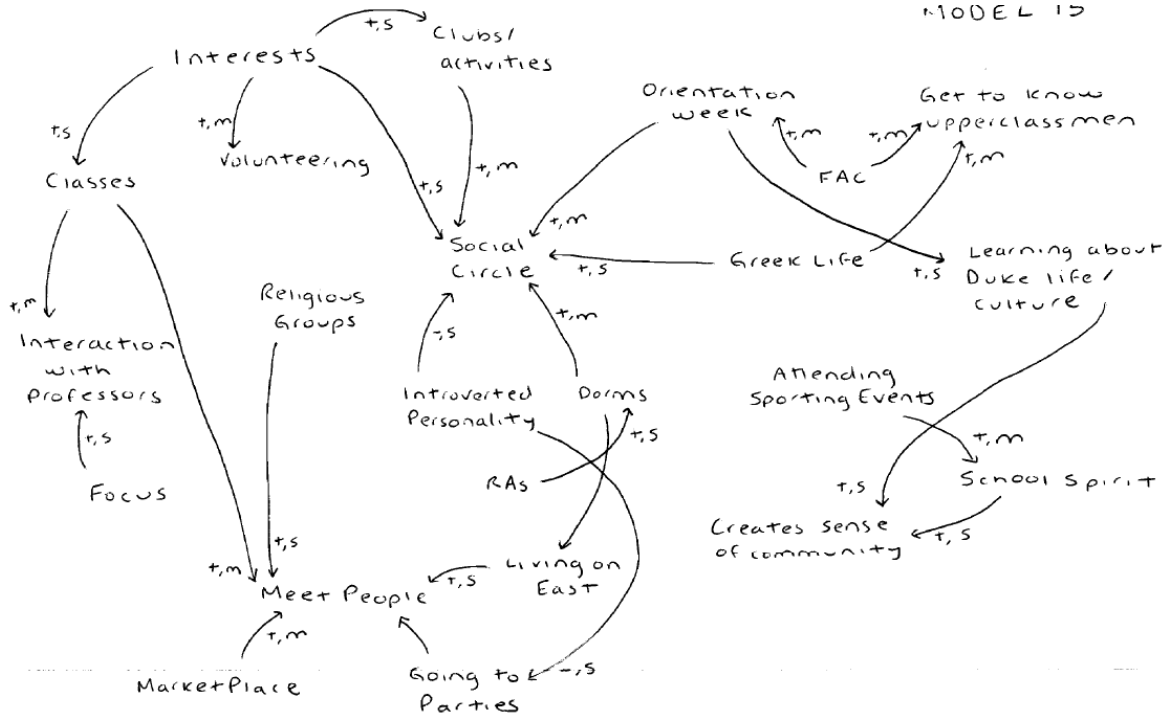 MODEL 15
Interests
+,s
Clubs/
activities
+,s
+,m
Volunteering
Classes
+,s
+,m
Orientation
week
Get to know
upperclassmen
+,m
+,m
+,m
FAC
+,m
Social
Circle
+,s
Greek Life
+,s
Learning about
Duke life/
culture
Religious
Groups
+,m
Interaction
with
Professors
-,s
+,m
Introverted
Personality
Dorms
Attending
Sporting Events
+,s
+,s
+,m
Focus
RAs
School Spirit
+,s
+,s
Creates sense
of community
+,s
+,m
Living on
East
+,s
Meet People
+,m
-,s
MarketPlace
Going to
Parties